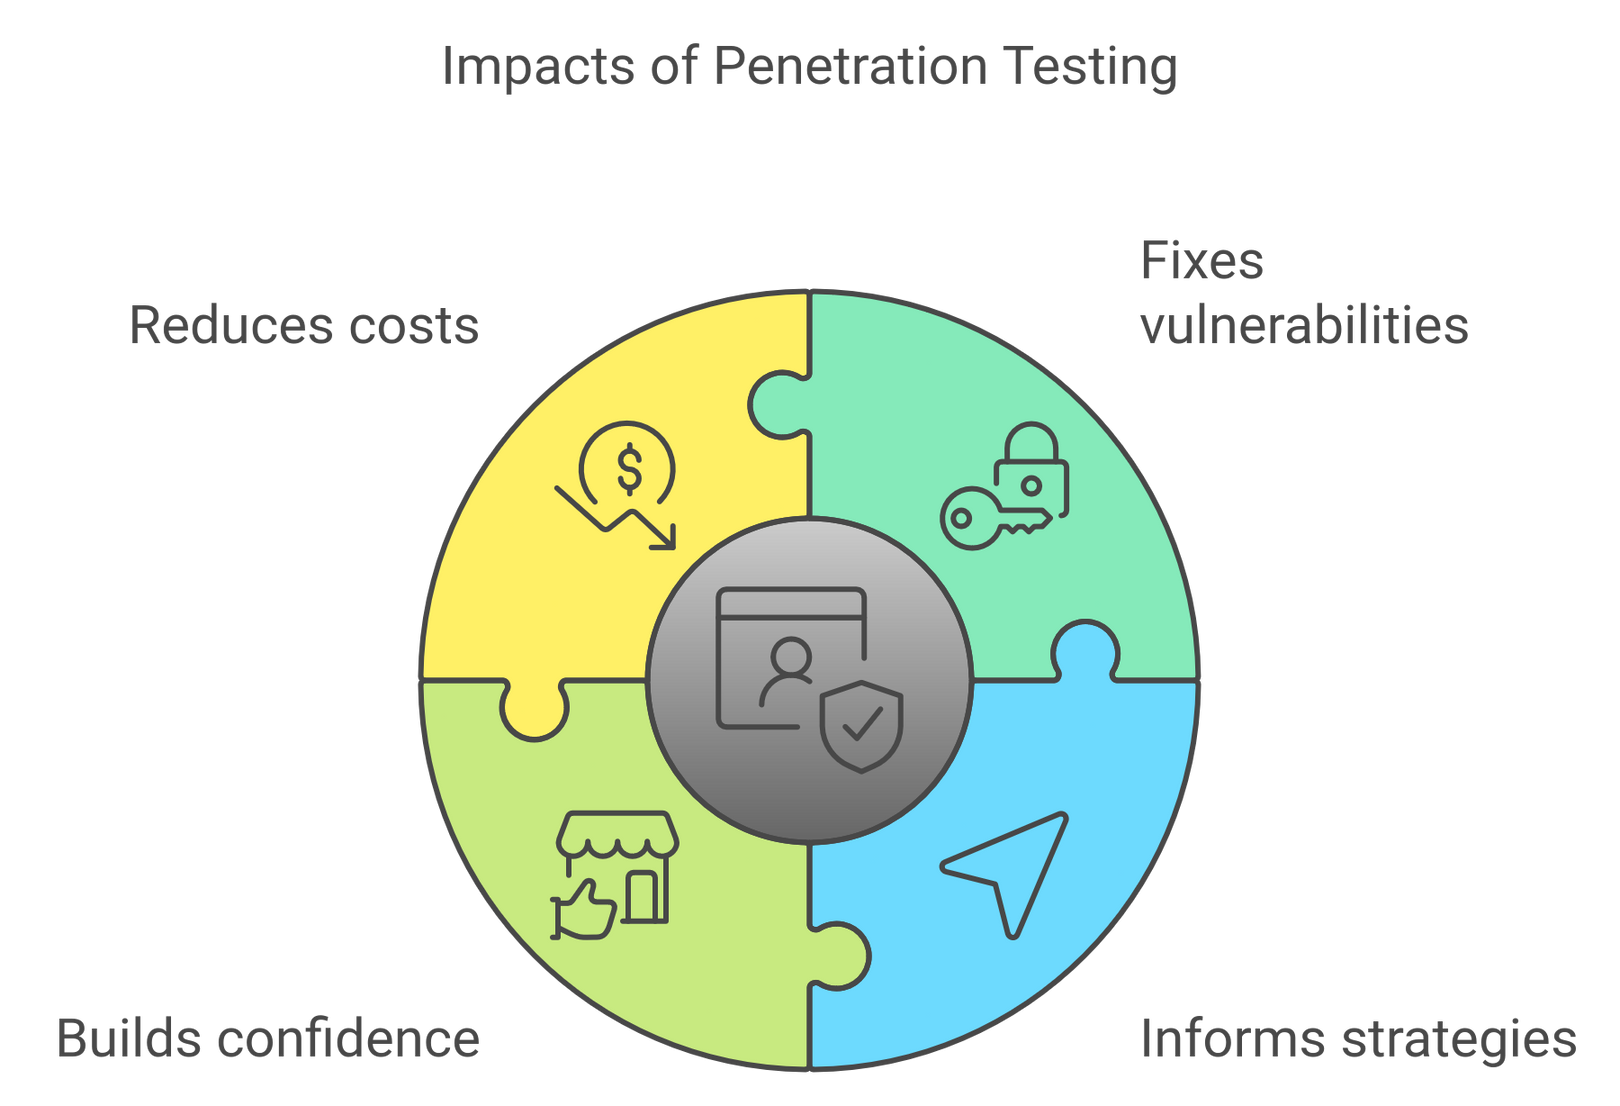 Impacts of Penetration Testing
Reduces costs
Fixes
vulnerabilities
$
Builds confidence
Informs strategies